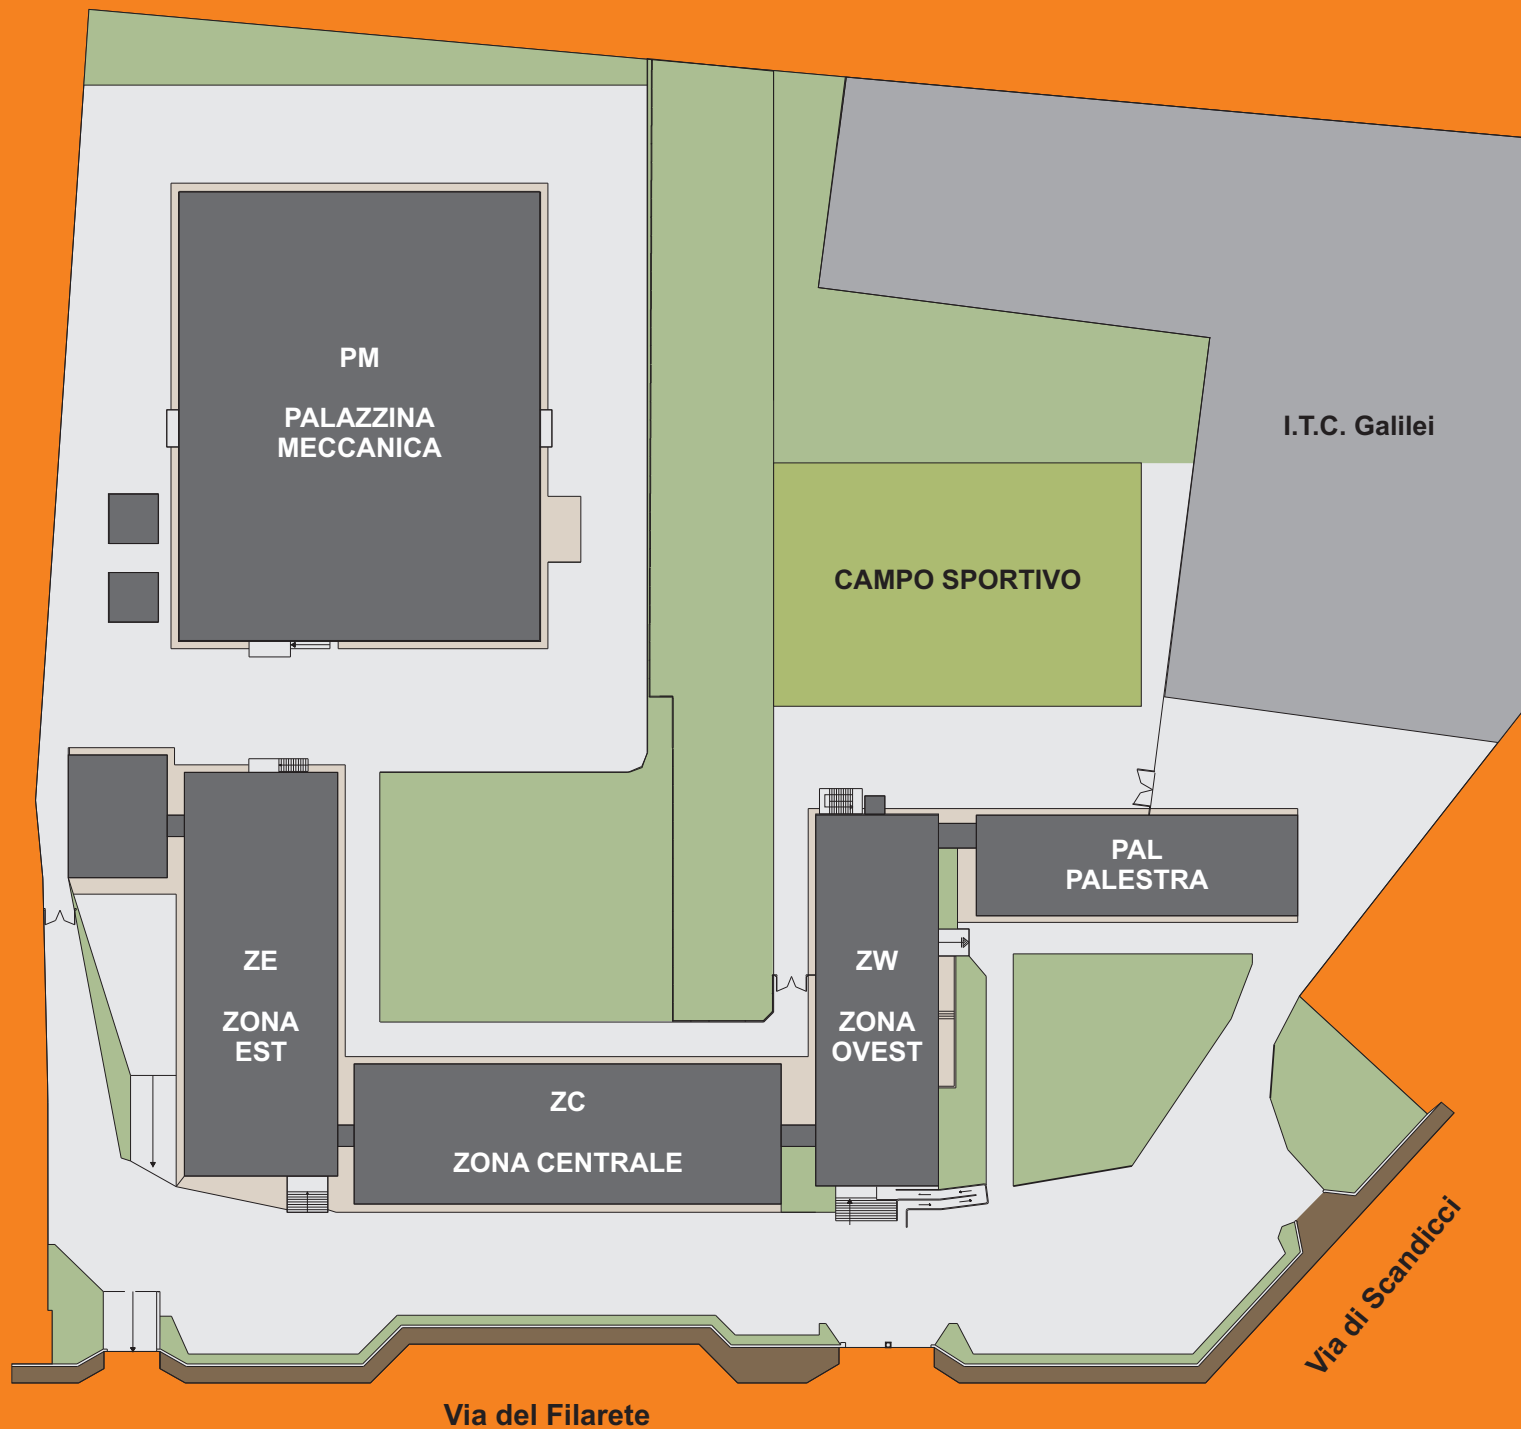 PM
PALAZZINA
MECCANICA
I.T.C. Galilei
CAMPO SPORTIVO
PAL
PALESTRA
ZE
ZONA
EST
ZW
ZONA
OVEST
ZC
ZONA CENTRALE
Via di Scandicci
Via del Filarete